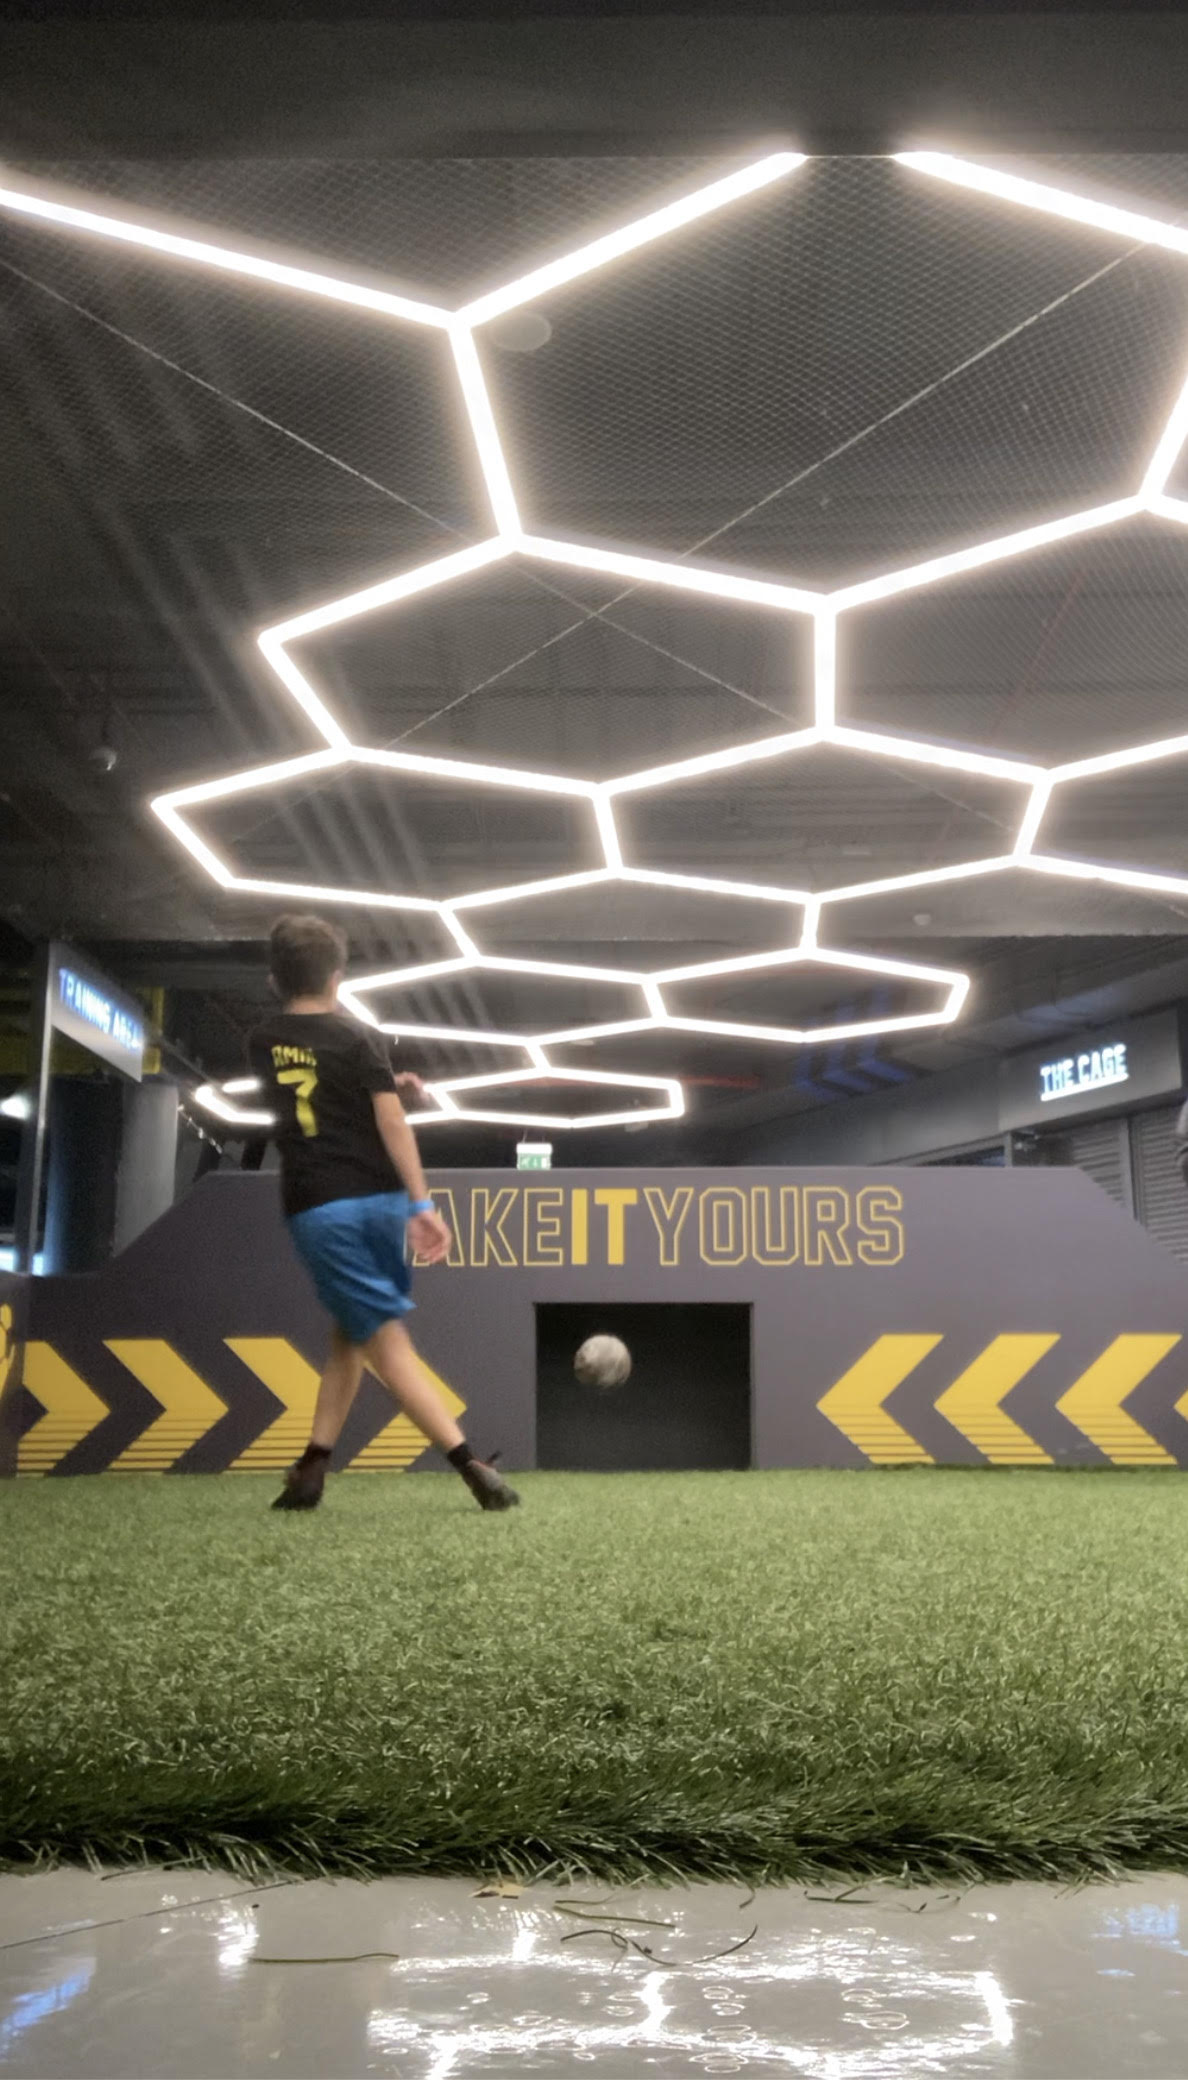 TRAINING AREA
THE CAGE
7
AKEITYOURS